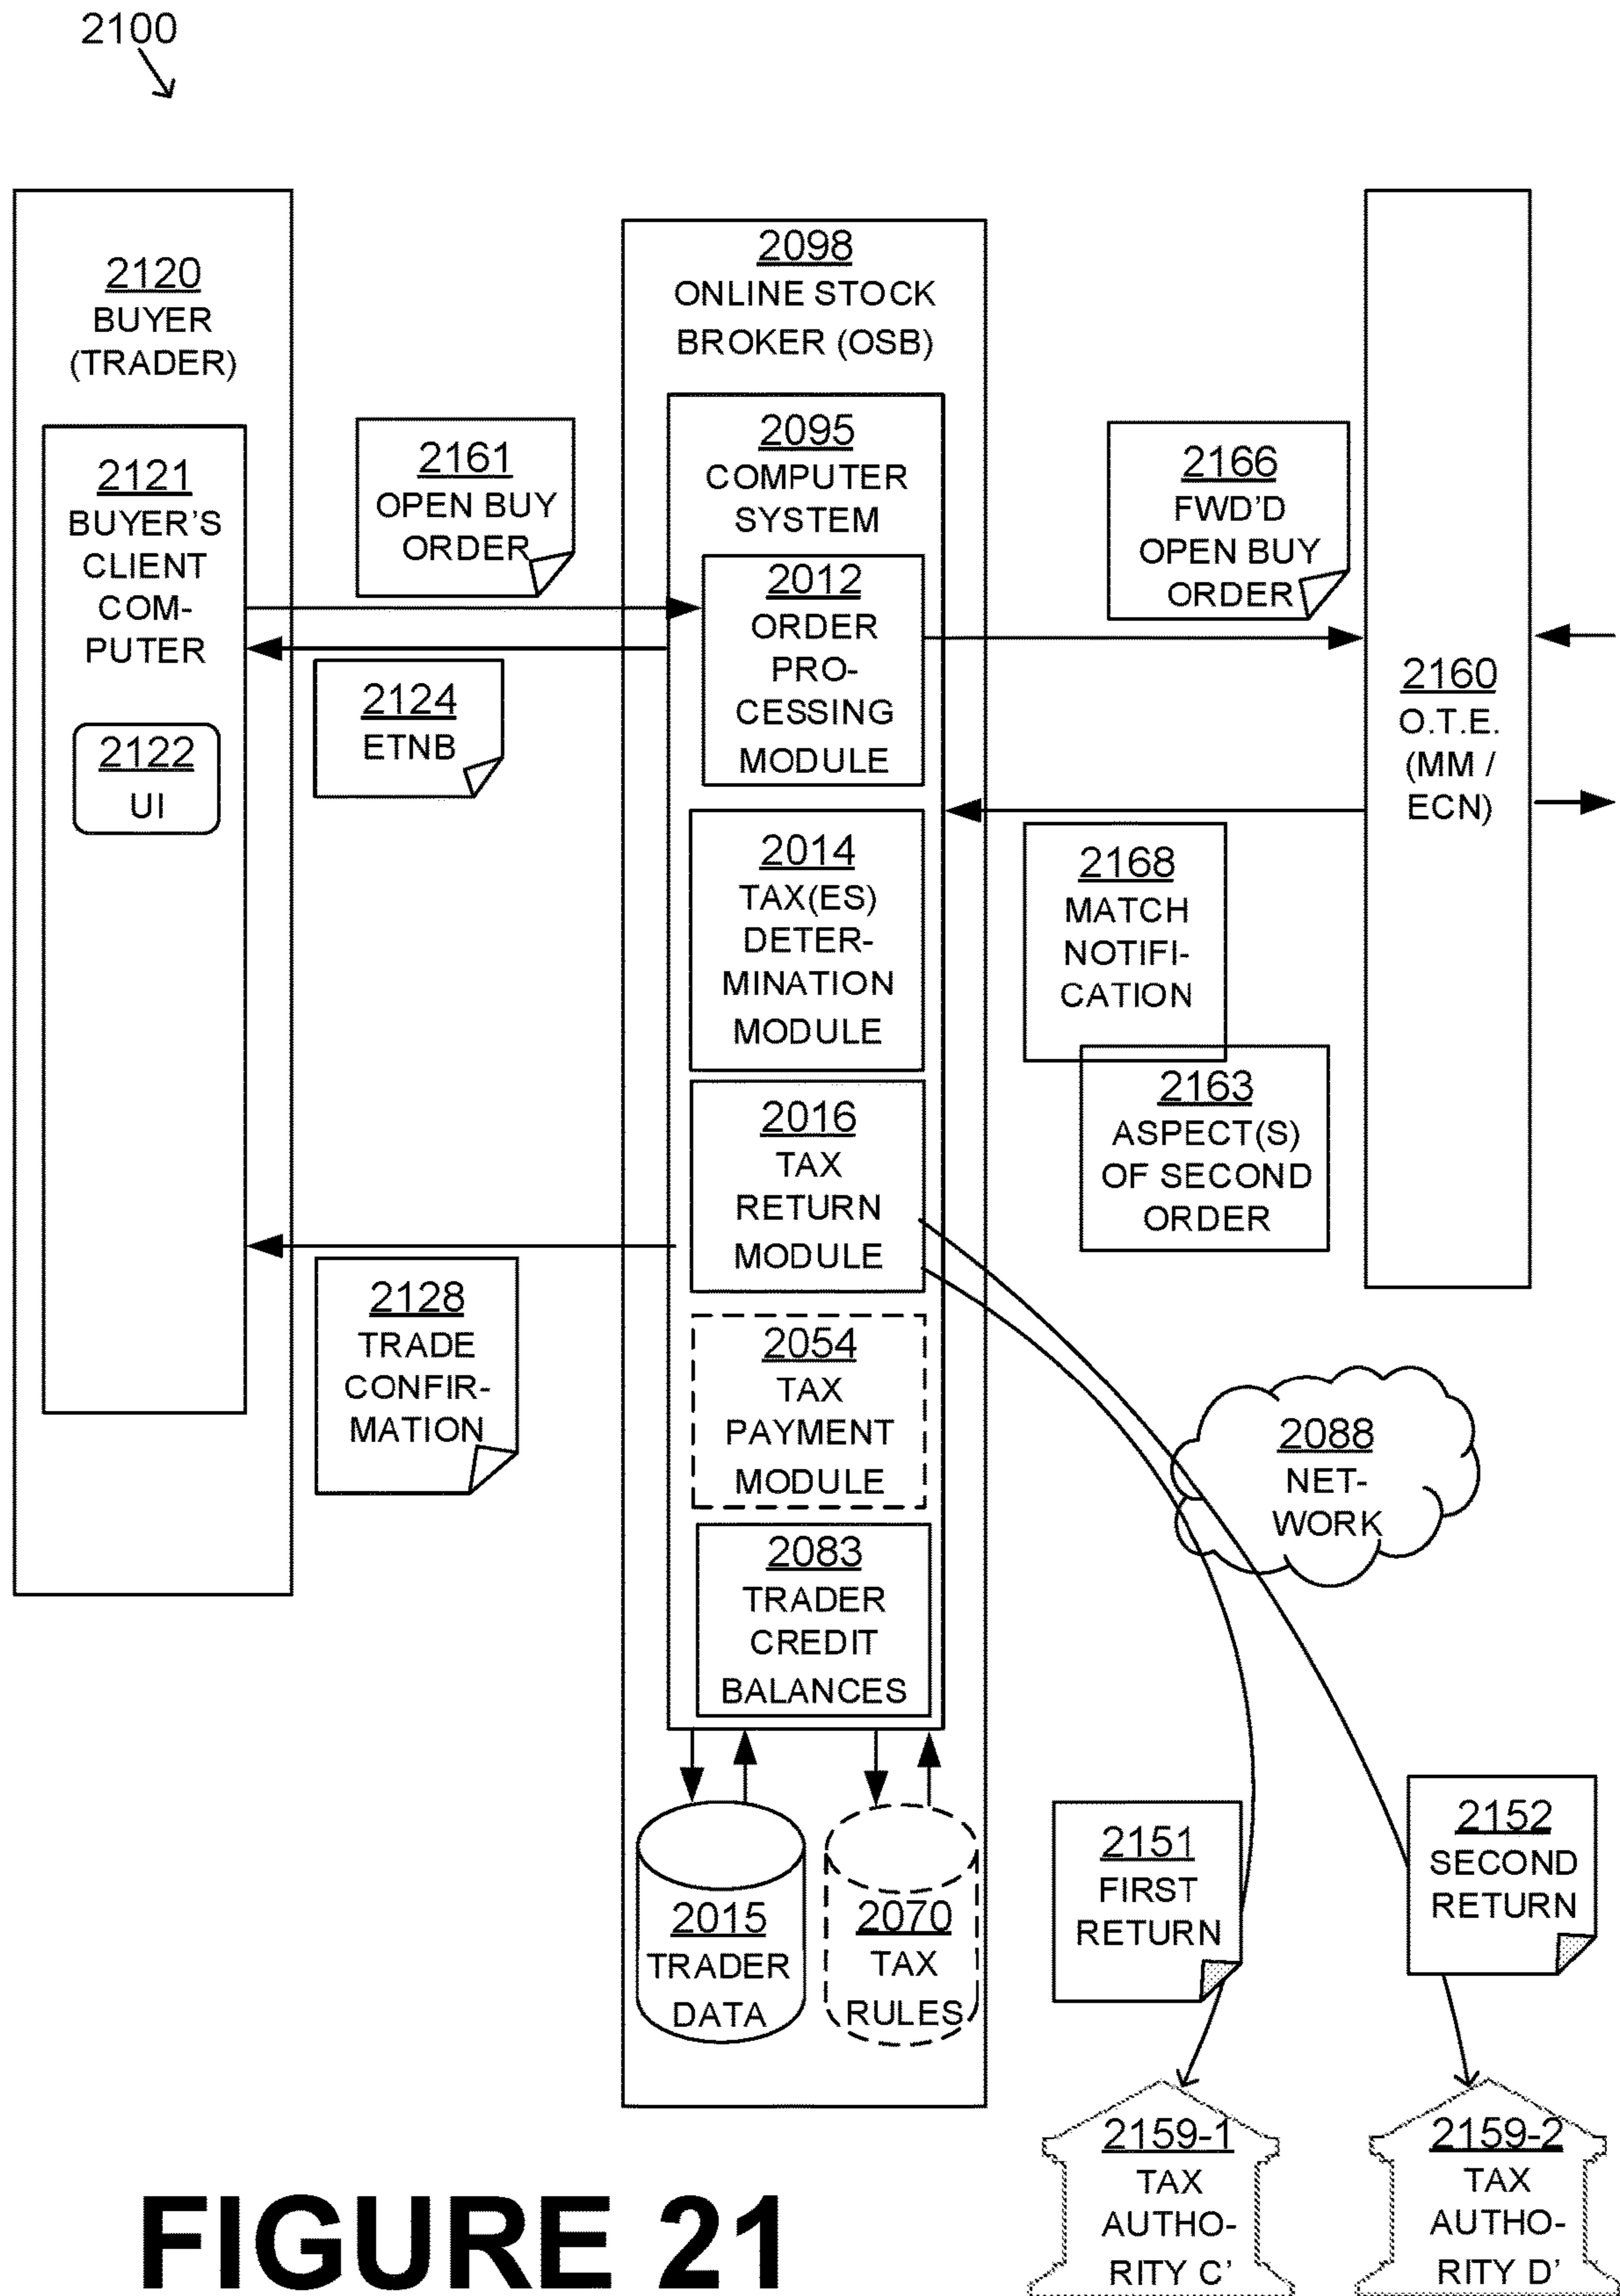 2100
2120
BUYER
(TRADER)
2121
BUYER'S
CLIENT
COM-
PUTER
2122
UI
2161
OPEN BUY
ORDER
2124
ETNB
2128
TRADE
CONFIR-
MATION
2098
ONLINE STOCK
BROKER (OSB)
2095
COMPUTER
SYSTEM
2012
ORDER
PRO-
CESSING
MODULE
2014
TAX(ES)
DETER-
MINATION
MODULE
2016
TAX
RETURN
MODULE
2054
TAX
PAYMENT
MODULE
2083
TRADER
CREDIT
BALANCES
2015
TRADER
DATA
2070
TAX
RULES
2166
FWD'D
OPEN BUY
ORDER
2160
O.T.E.
(MM /
ECN)
2168
MATCH
NOTIFI-
CATION
2163
ASPECT(S)
OF SECOND
ORDER
2088
NET-
WORK
2151
FIRST
RETURN
2152
SECOND
RETURN
2159-1
TAX
AUTHO-
RITY C'
2159-2
TAX
AUTHO-
RITY D'
FIGURE 21